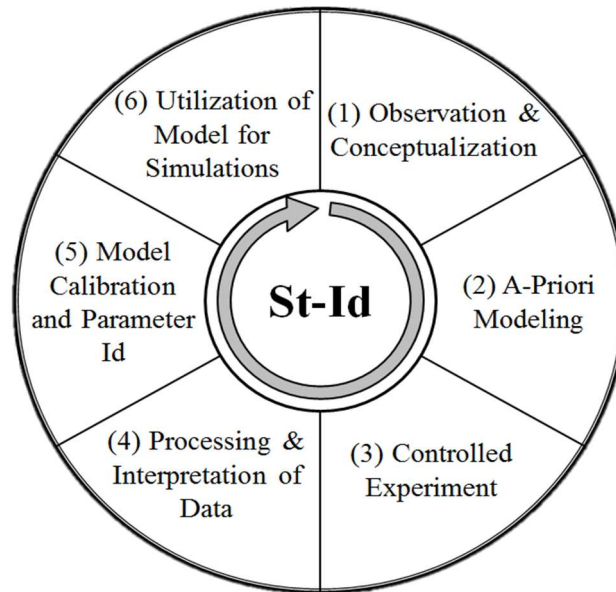 (1) Observation &
Conceptualization
(2) A-Priori
Modeling
(3) Controlled
Experiment
(4) Processing &
Interpretation of
Data
(5) Model
Calibration
and Parameter
Id
(6) Utilization of
Model for
Simulations
St-Id